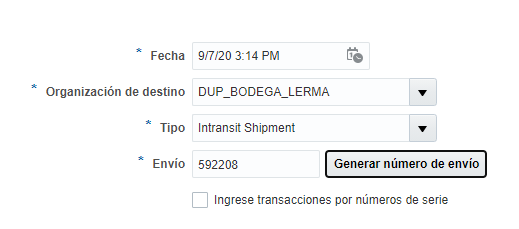 * Fecha 9/7/20 3:14 PM
* Organización de destino DUP_BODEGA_LERMA
* Tipo Intransit Shipment
* Envío 592208 Generar número de envío
Ingrese transacciones por números de serie